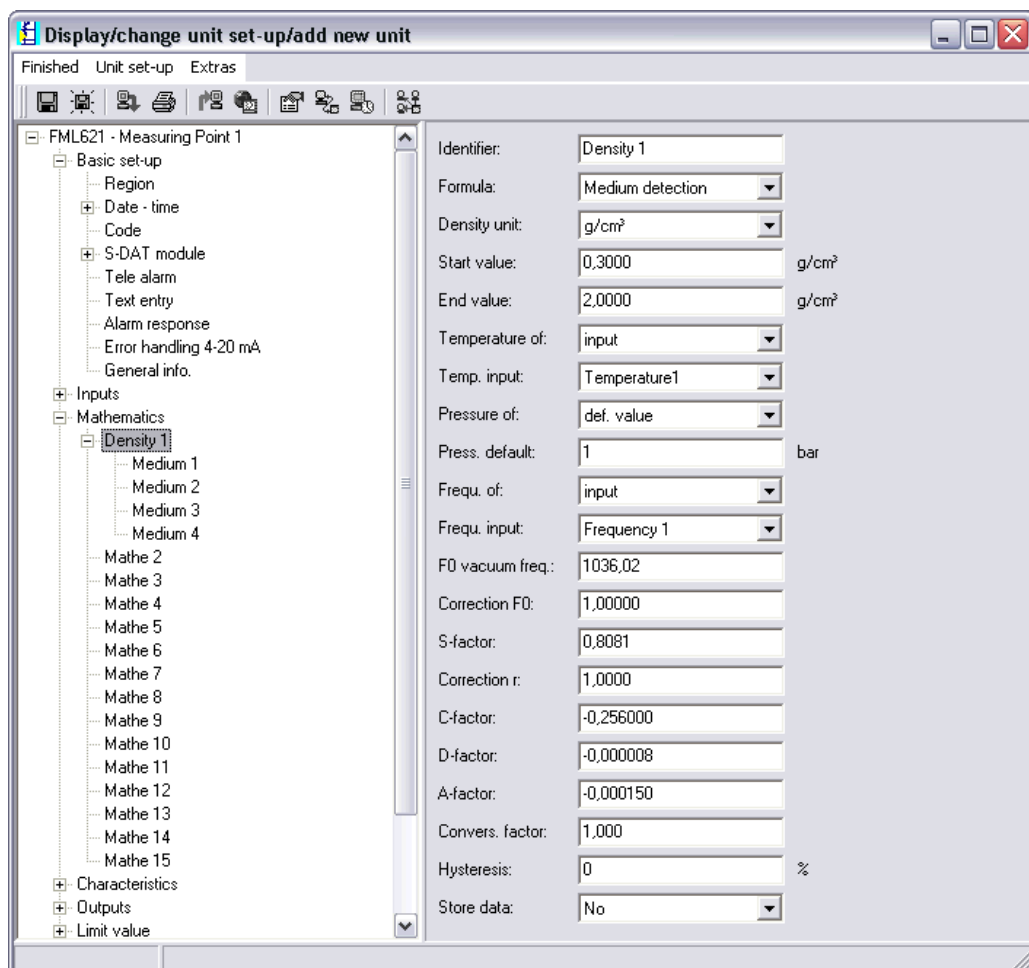 Display/change unit set-up/add new unit
Finished Unit set-up Extras
FML621 - Measuring Point 1
Basic set-up
Region
Date - time
Code
S-DAT module
Tele alarm
Text entry
Alarm response
Error handling 4-20 mA
General info.
Inputs
Mathematics
Density 1
Medium 1
Medium 2
Medium 3
Medium 4
Mathe 2
Mathe 3
Mathe 4
Mathe 5
Mathe 6
Mathe 7
Mathe 8
Mathe 9
Mathe 10
Mathe 11
Mathe 12
Mathe 13
Mathe 14
Mathe 15
Characteristics
Outputs
Limit value
Identifier: Density 1
Formula: Medium detection
Density unit: g/cm³
Start value: 0,3000 g/cm³
End value: 2,0000 g/cm³
Temperature of: input
Temp. input: Temperature1
Pressure of: def. value
Press. default: 1 bar
Frequ. of: input
Frequ. input: Frequency 1
F0 vacuum freq.: 1036,02
Correction F0: 1,00000
S-factor: 0,8081
Correction r: 1,0000
C-factor: -0,256000
D-factor: -0,000008
A-factor: -0,000150
Convers. factor: 1,000
Hysteresis: 0 %
Store data: No